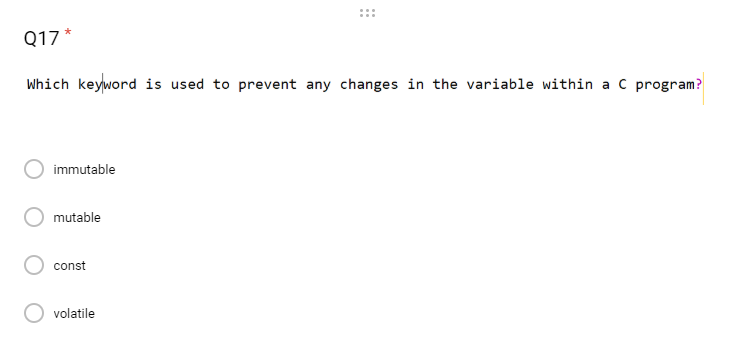 Q17 *
Which keyword is used to prevent any changes in the variable within a C program?
immutable
mutable
const
volatile